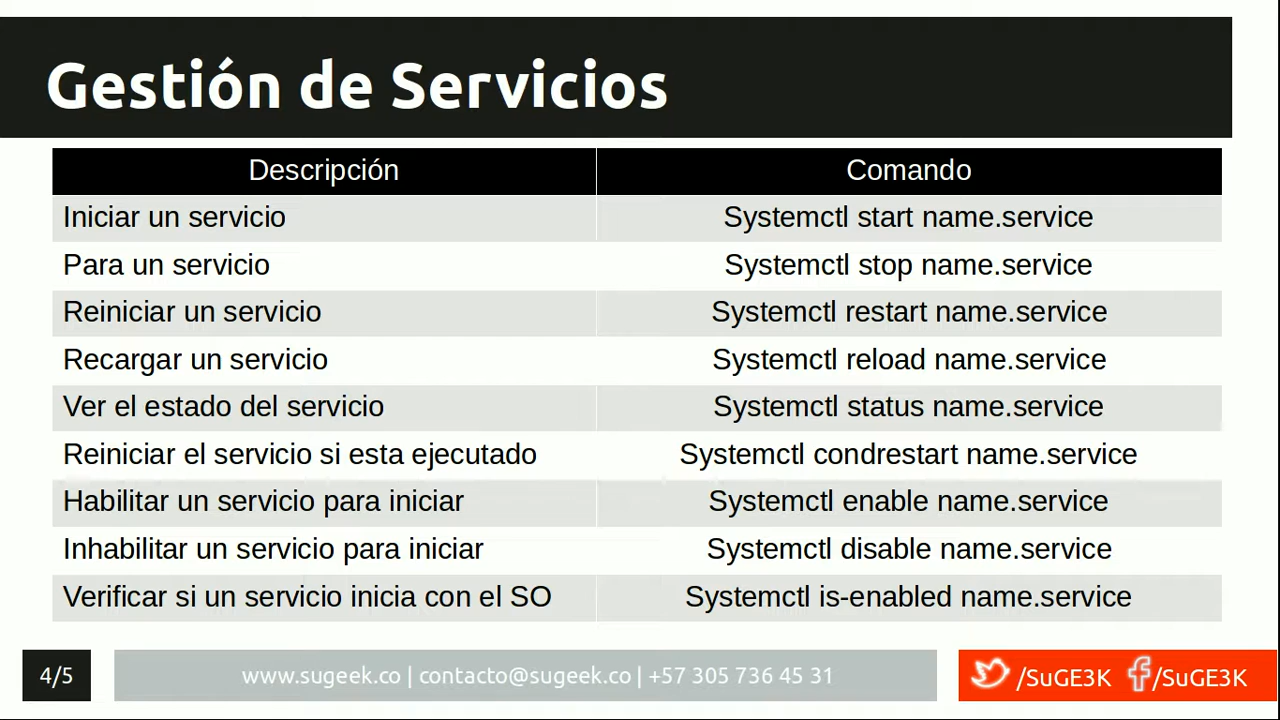 Gestión de Servicios
Descripción Comando
Iniciar un servicio Systemctl start name.service
Para un servicio Systemctl stop name.service
Reiniciar un servicio Systemctl restart name.service
Recargar un servicio Systemctl reload name.service
Ver el estado del servicio Systemctl status name.service
Reiniciar el servicio si esta ejecutado Systemctl condrestart name.service
Habilitar un servicio para iniciar Systemctl enable name.service
Inhabilitar un servicio para iniciar Systemctl disable name.service
Verificar si un servicio inicia con el SO Systemctl is-enabled name.service
4/5 www.sugeek.co | contacto@sugeek.co | +57 305 736 45 31 /SuGE3K /SuGE3K